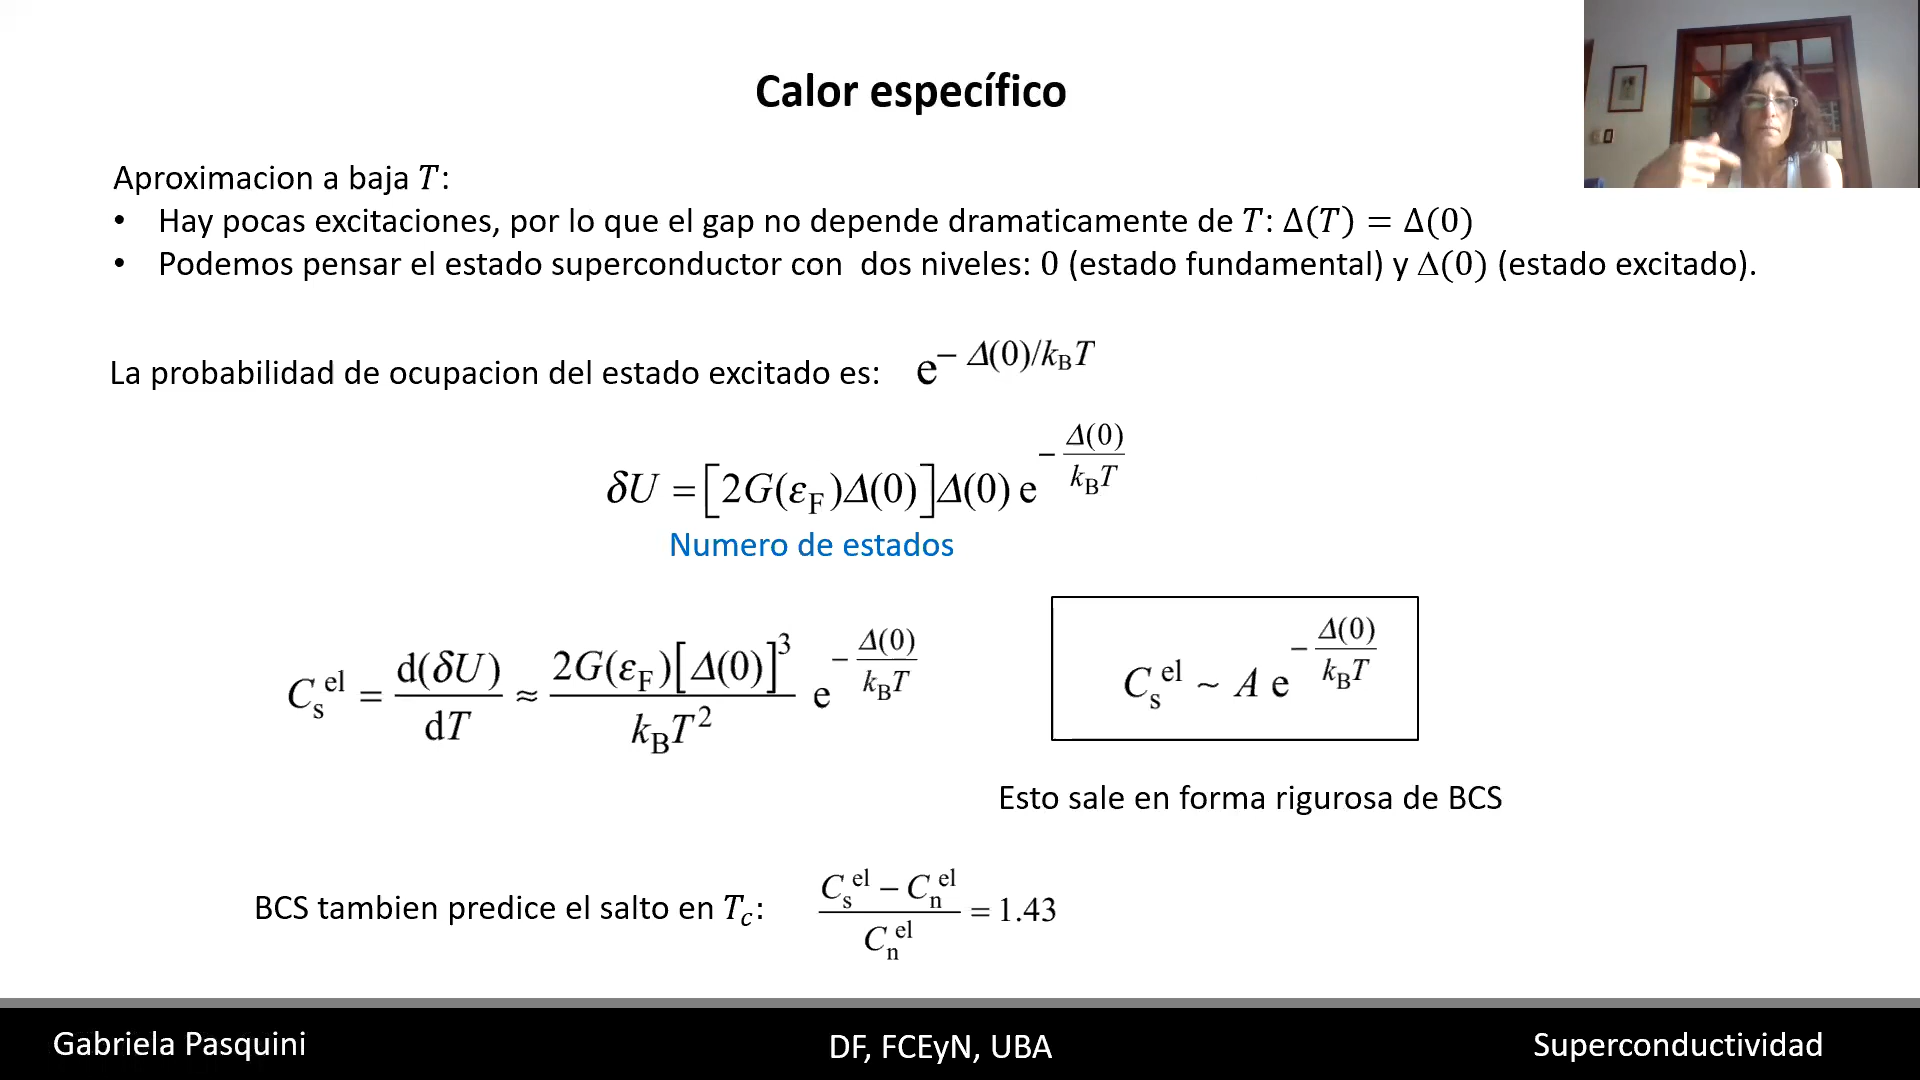 Calor específico
Aproximacion a baja T:
• Hay pocas excitaciones, por lo que el gap no depende dramaticamente de T: Δ(T) = Δ(0)
• Podemos pensar el estado superconductor con dos niveles: 0 (estado fundamental) y Δ(0) (estado excitado).
La probabilidad de ocupacion del estado excitado es: e^{− Δ(0)/k_B T}
δU = [2G(ε_F)Δ(0)]Δ(0) e^{−Δ(0)/k_B T}
Numero de estados
C_s^{el} = d(δU)/dT ≈ 2G(ε_F)[Δ(0)]^3/k_B T^2 e^{−Δ(0)/k_B T}
C_s^{el} ~ A e^{−Δ(0)/k_B T}
Esto sale en forma rigurosa de BCS
BCS tambien predice el salto en T_c: (C_s^{el} − C_n^{el})/C_n^{el} = 1.43
Gabriela Pasquini
DF, FCEyN, UBA
Superconductividad